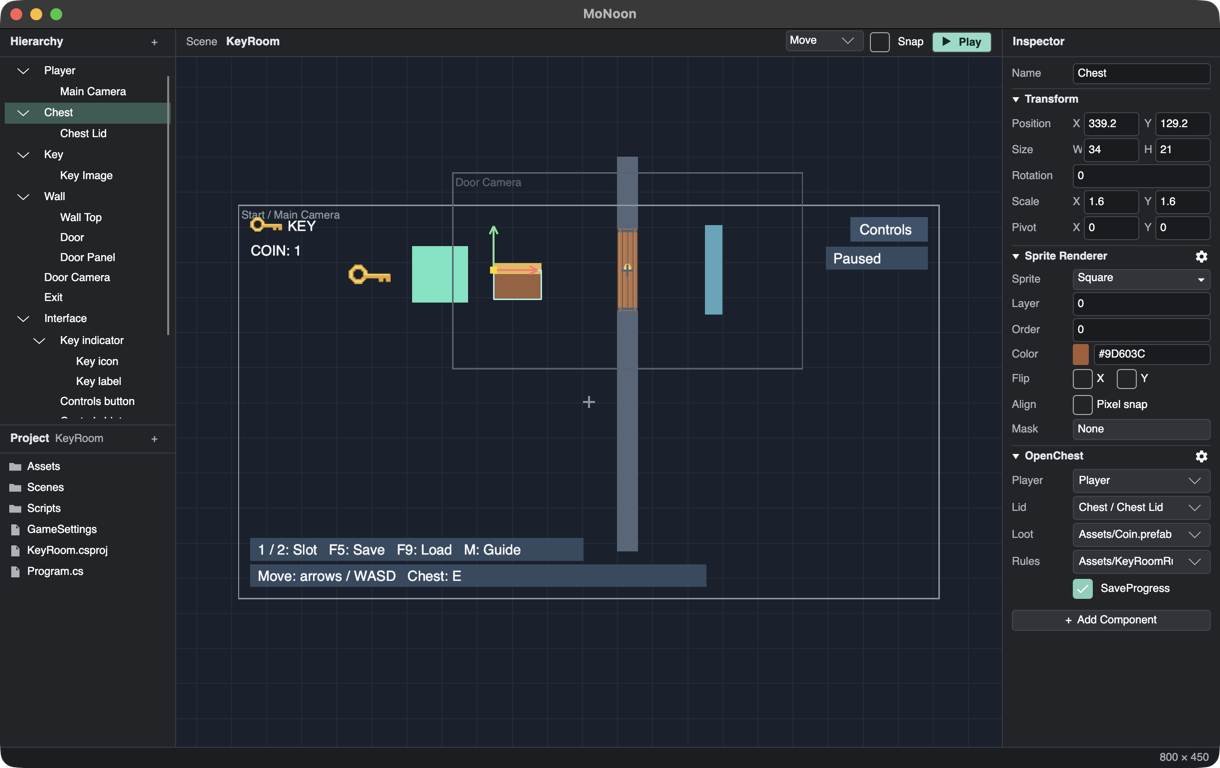 MoNoon
Hierarchy +
Player
Main Camera
Chest
Chest Lid
Key
Key Image
Wall
Wall Top
Door
Door Panel
Door Camera
Exit
Interface
Key indicator
Key icon
Key label
Controls button
Project KeyRoom +
Assets
Scenes
Scripts
GameSettings
KeyRoom.csproj
Program.cs
Scene KeyRoom
Move Snap Play
Door Camera
Start / Main Camera
KEY
COIN: 1
Controls
Paused
1 / 2: Slot F5: Save F9: Load M: Guide
Move: arrows / WASD Chest: E
Inspector
Name Chest
Transform
Position X 339.2 Y 129.2
Size W 34 H 21
Rotation 0
Scale X 1.6 Y 1.6
Pivot X 0 Y 0
Sprite Renderer
Sprite Square
Layer 0
Order 0
Color #9D603C
Flip X Y
Align Pixel snap
Mask None
OpenChest
Player Player
Lid Chest / Chest Lid
Loot Assets/Coin.prefab
Rules Assets/KeyRoomRu
SaveProgress
+ Add Component
800 × 450